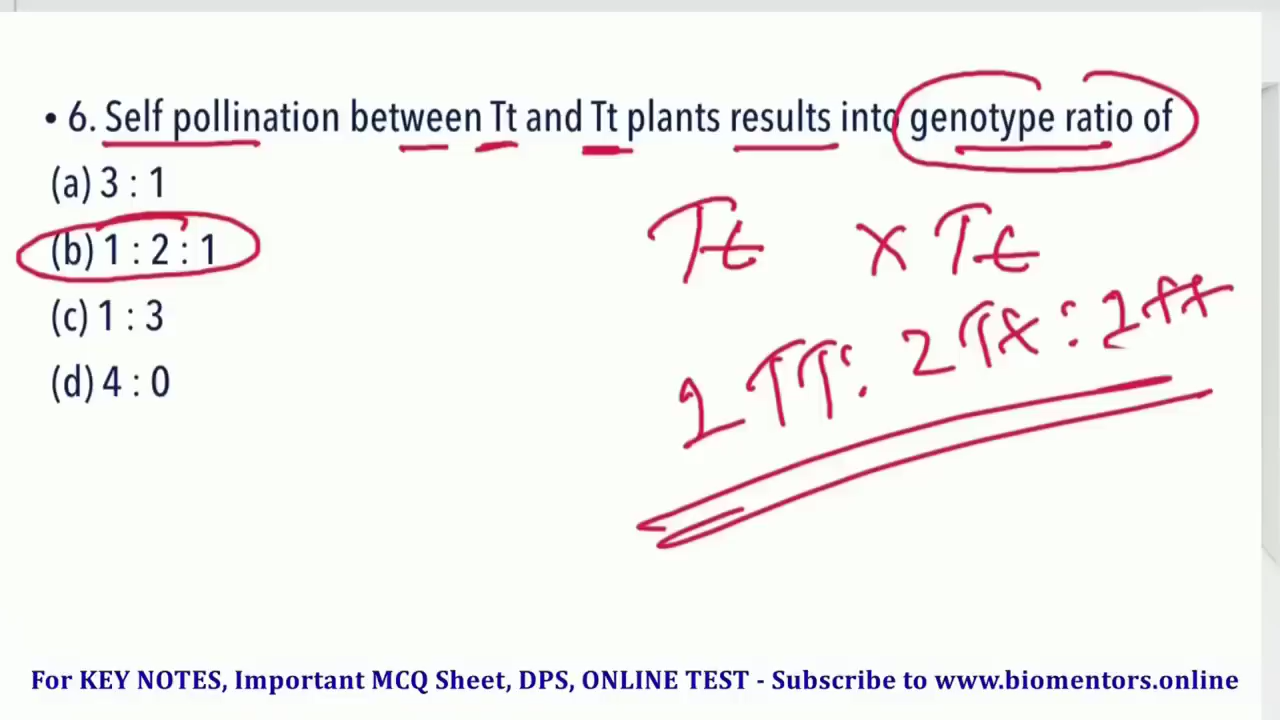 • 6. Self pollination between Tt and Tt plants results into genotype ratio of
(a) 3 : 1
(b) 1 : 2 : 1
(c) 1 : 3
(d) 4 : 0
Tt x Tt
1 TT : 2 Tt : 1 tt
For KEY NOTES, Important MCQ Sheet, DPS, ONLINE TEST - Subscribe to www.biomentors.online